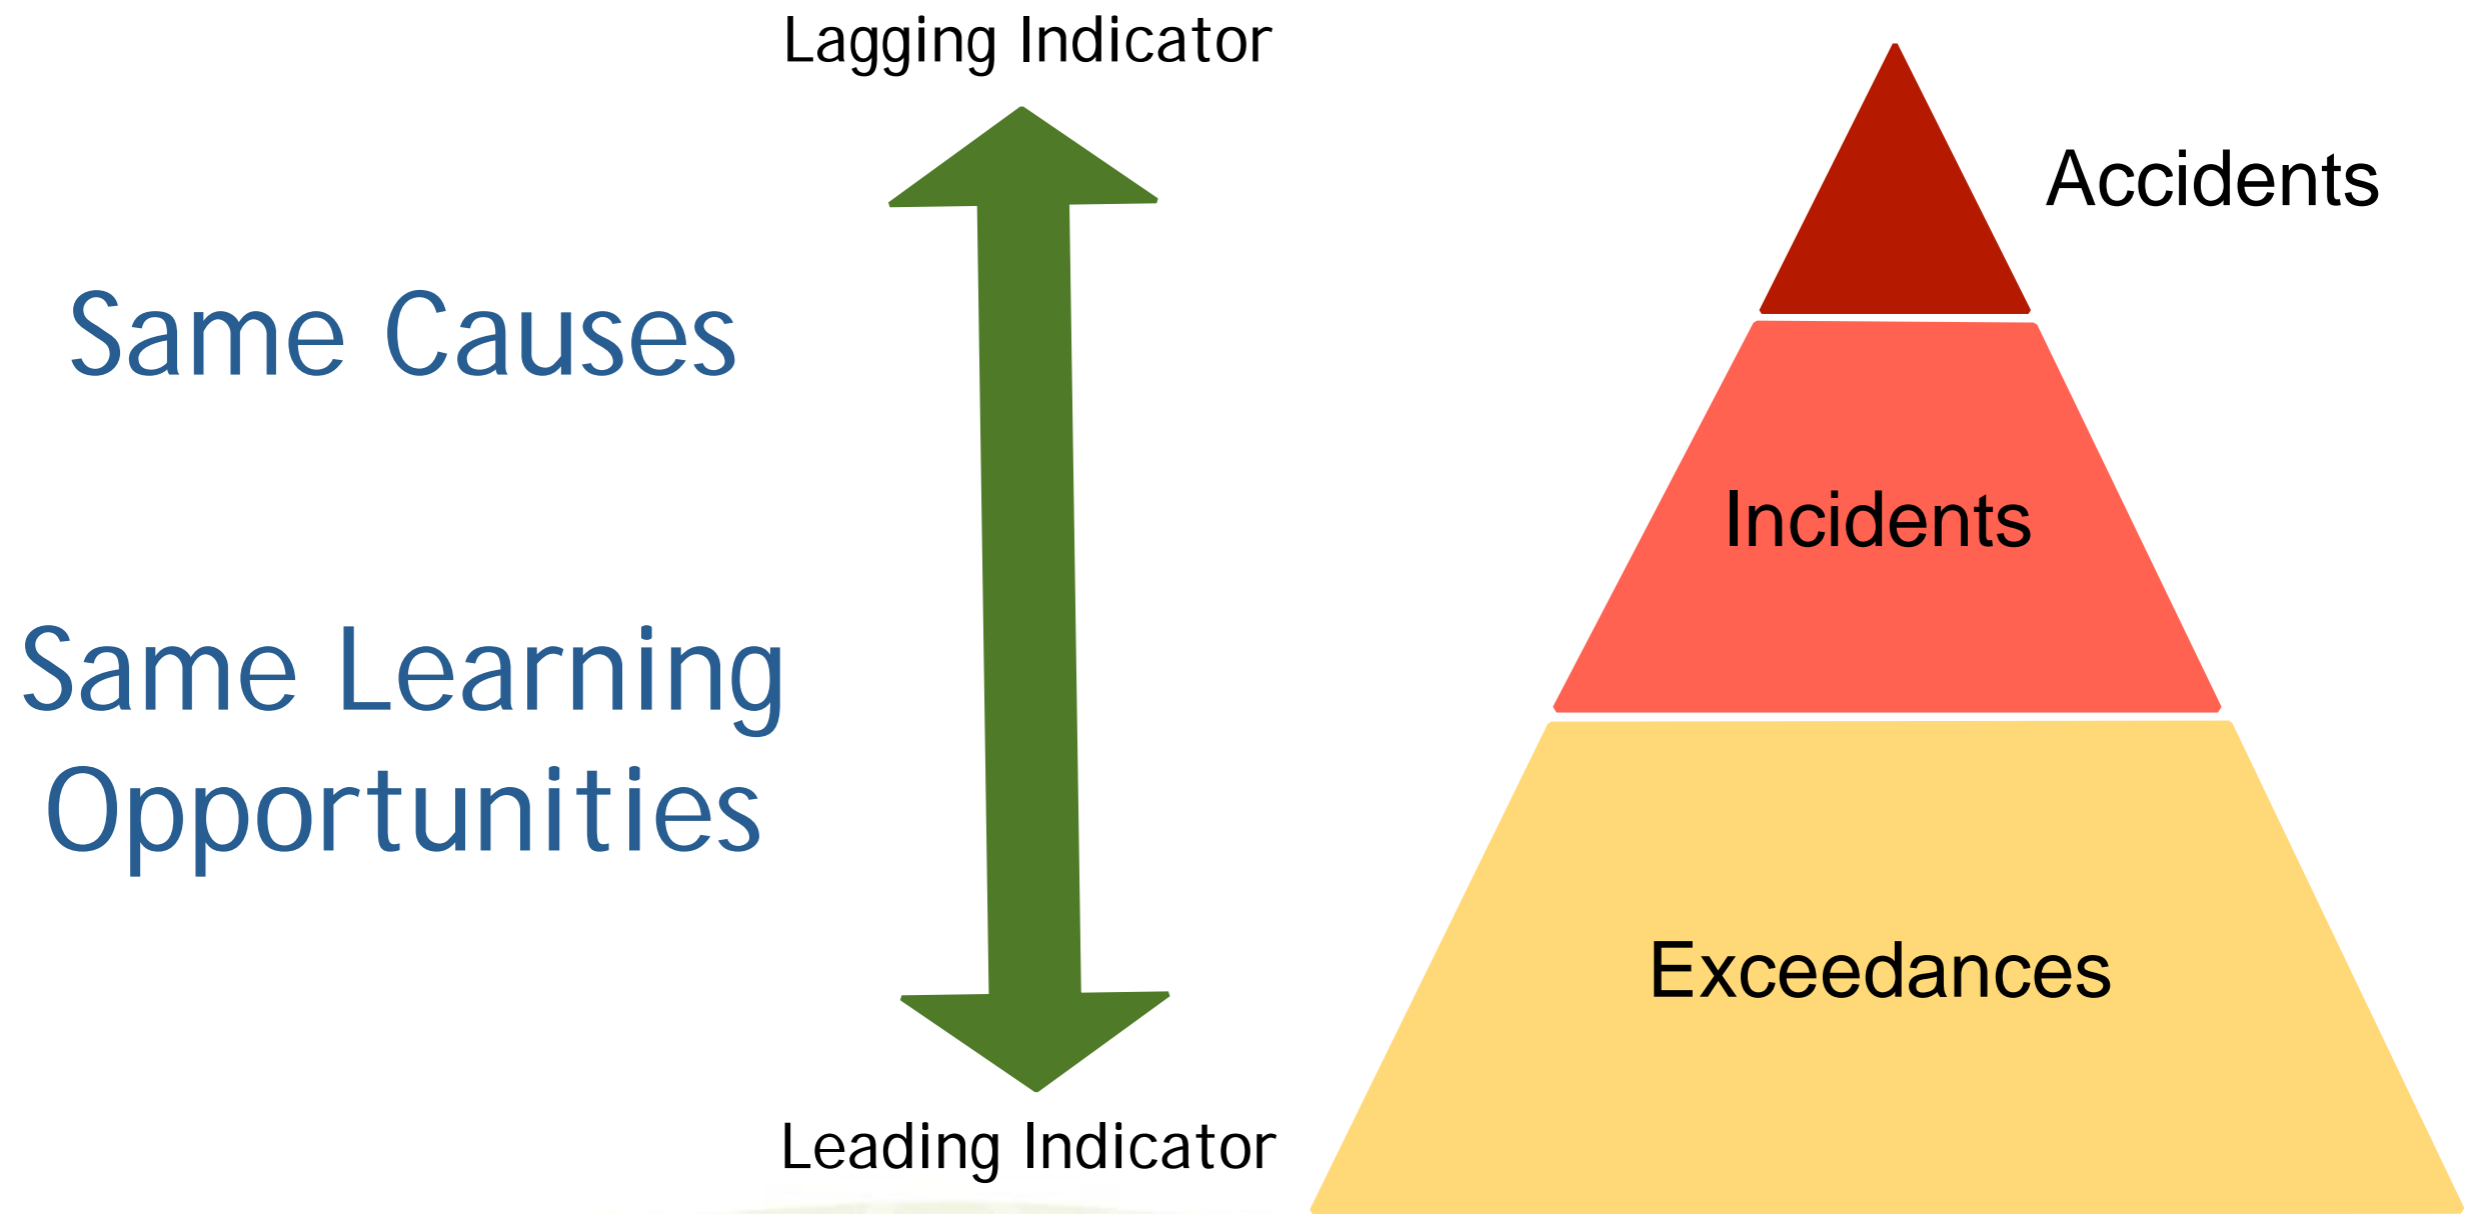 Lagging Indicator
Accidents
Same Causes
Incidents
Same Learning
Opportunities
Exceedances
Leading Indicator